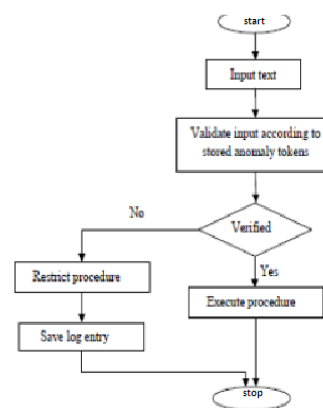 start
Input text
Validate input according to
stored anomaly tokens
No
Verified
Yes
Restrict procedure
Execute procedure
Save log entry
stop